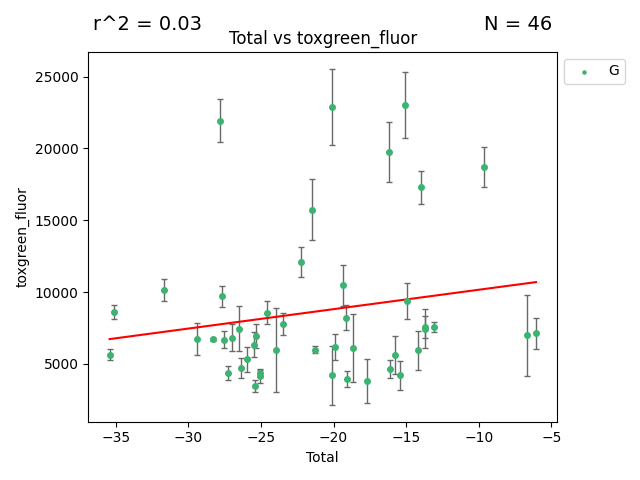 r^2 = 0.03
N = 46
Total vs toxgreen_fluor
G
25000
20000
15000
10000
5000
toxgreen_fluor
−35 −30 −25 −20 −15 −10 −5
Total